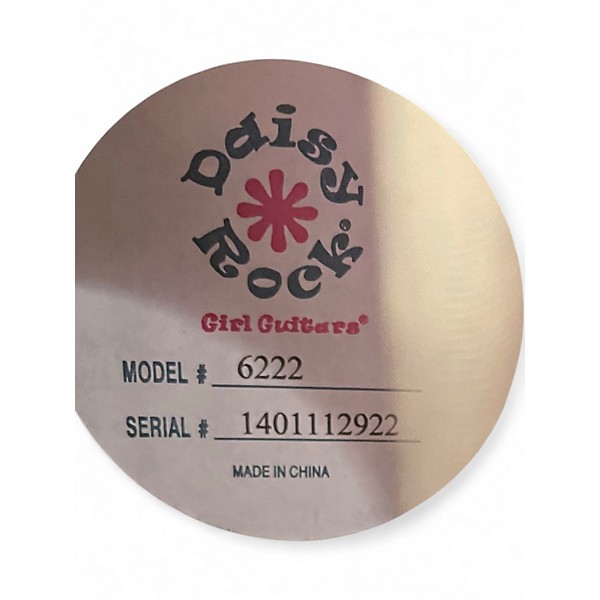 Daisy
Rock
Girl Guitars®
MODEL # 6222
SERIAL # 1401112922
MADE IN CHINA